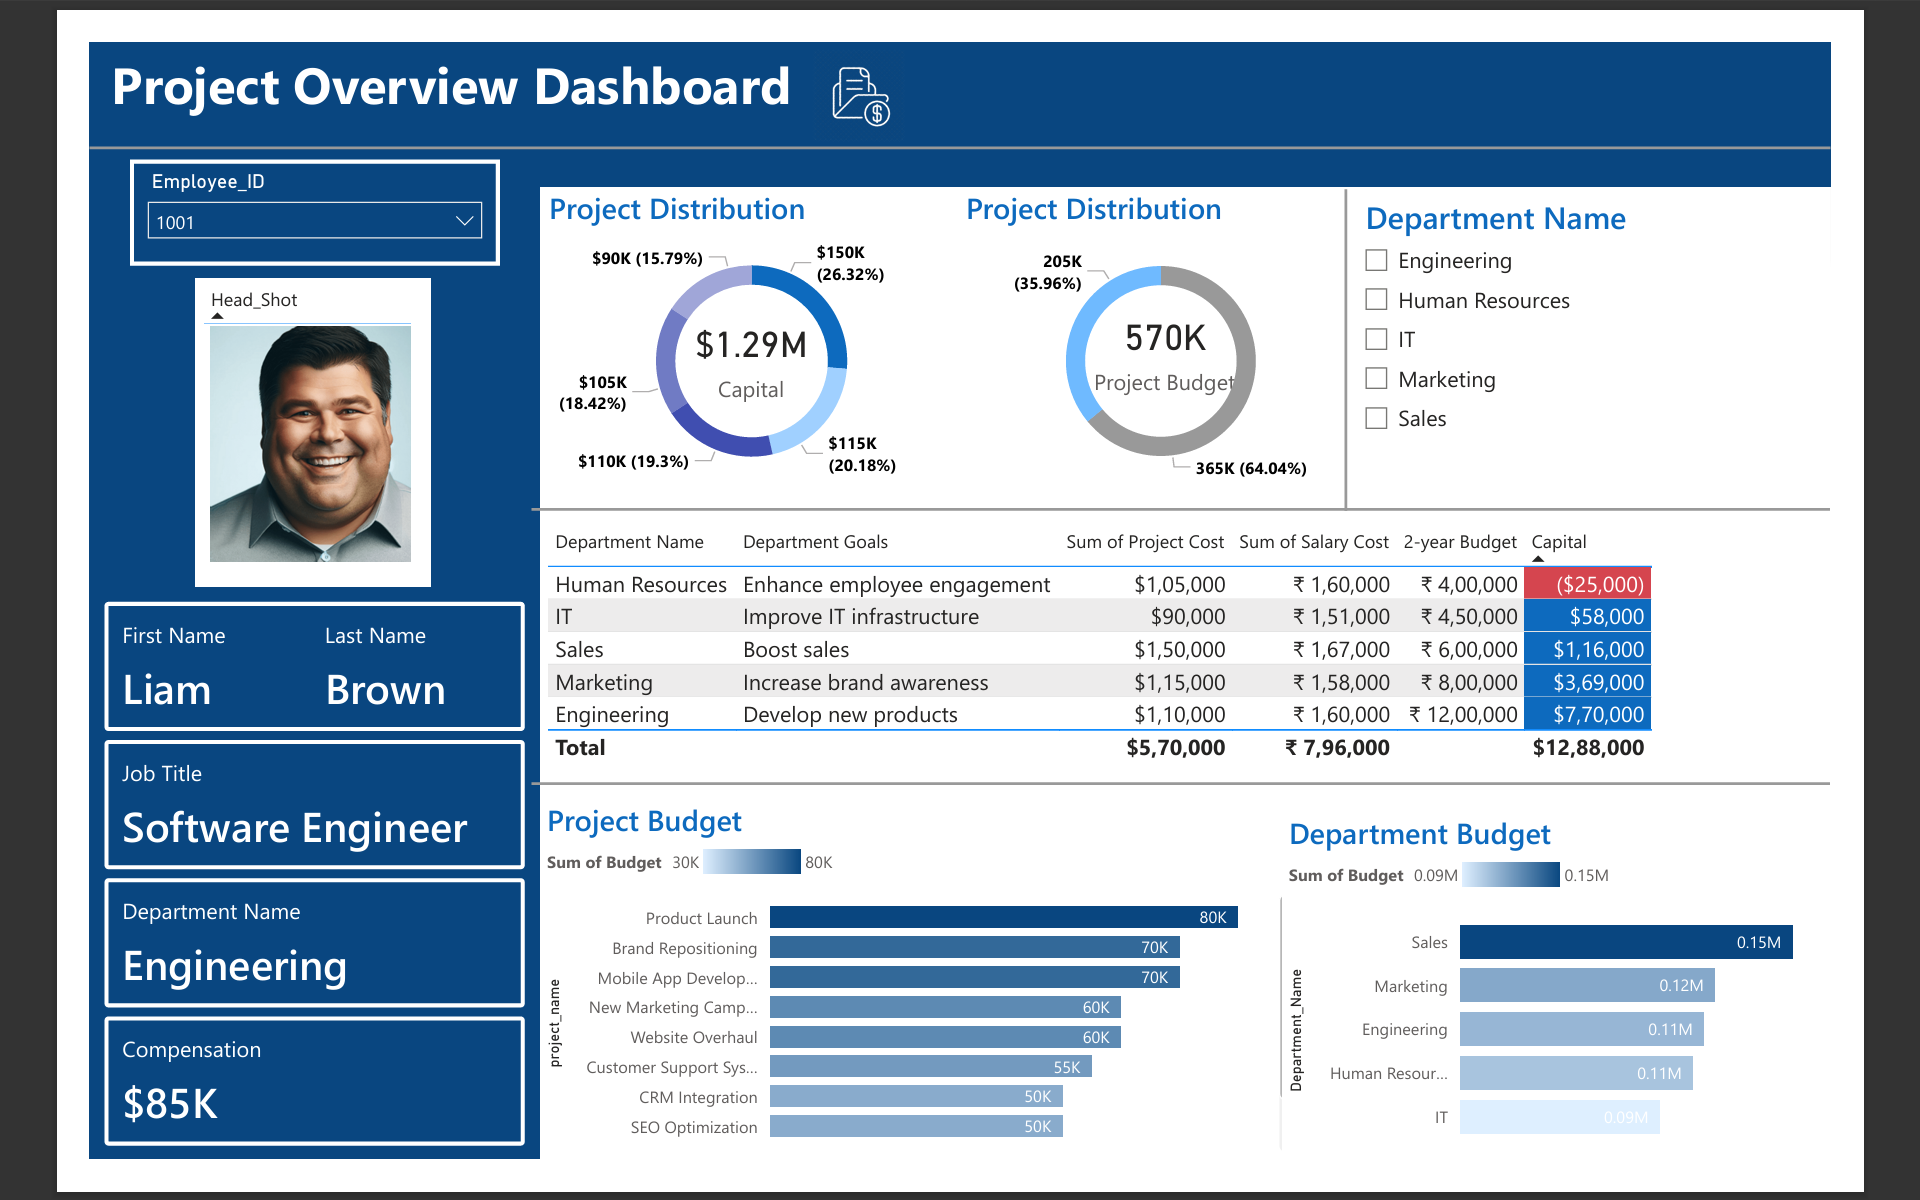 Project Overview Dashboard
Employee_ID
1001
Head_Shot
First Name Last Name
Liam Brown
Job Title
Software Engineer
Department Name
Engineering
Compensation
$85K
Project Distribution
$90K (15.79%)
$150K
(26.32%)
$1.29M
Capital
$105K
(18.42%)
$110K (19.3%)
$115K
(20.18%)
Project Distribution
205K
(35.96%)
570K
Project Budget
365K (64.04%)
Department Name
Engineering
Human Resources
IT
Marketing
Sales
Department Name Department Goals Sum of Project Cost Sum of Salary Cost 2-year Budget Capital
Human Resources Enhance employee engagement $1,05,000 ₹ 1,60,000 ₹ 4,00,000 ($25,000)
IT Improve IT infrastructure $90,000 ₹ 1,51,000 ₹ 4,50,000 $58,000
Sales Boost sales $1,50,000 ₹ 1,67,000 ₹ 6,00,000 $1,16,000
Marketing Increase brand awareness $1,15,000 ₹ 1,58,000 ₹ 8,00,000 $3,69,000
Engineering Develop new products $1,10,000 ₹ 1,60,000 ₹ 12,00,000 $7,70,000
Total $5,70,000 ₹ 7,96,000 $12,88,000
Project Budget
Sum of Budget 30K 80K
project_name
Product Launch 80K
Brand Repositioning 70K
Mobile App Develop... 70K
New Marketing Camp... 60K
Website Overhaul 60K
Customer Support Sys... 55K
CRM Integration 50K
SEO Optimization 50K
Department Budget
Sum of Budget 0.09M 0.15M
Department_Name
Sales 0.15M
Marketing 0.12M
Engineering 0.11M
Human Resour... 0.11M
IT 0.09M